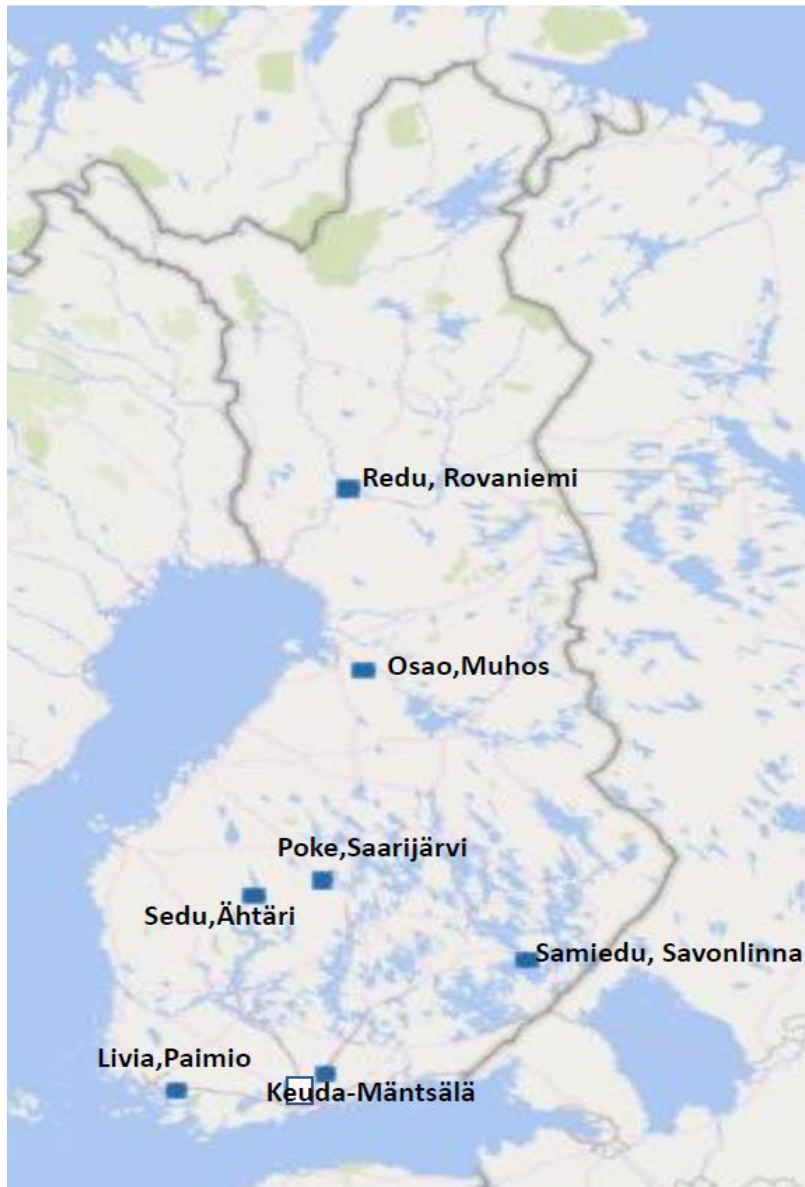 Redu, Rovaniemi
Osao,Muhos
Poke,Saarijärvi
Sedu,Ähtäri
Samiedu, Savonlinna
Livia,Paimio
Keuda-Mäntsälä